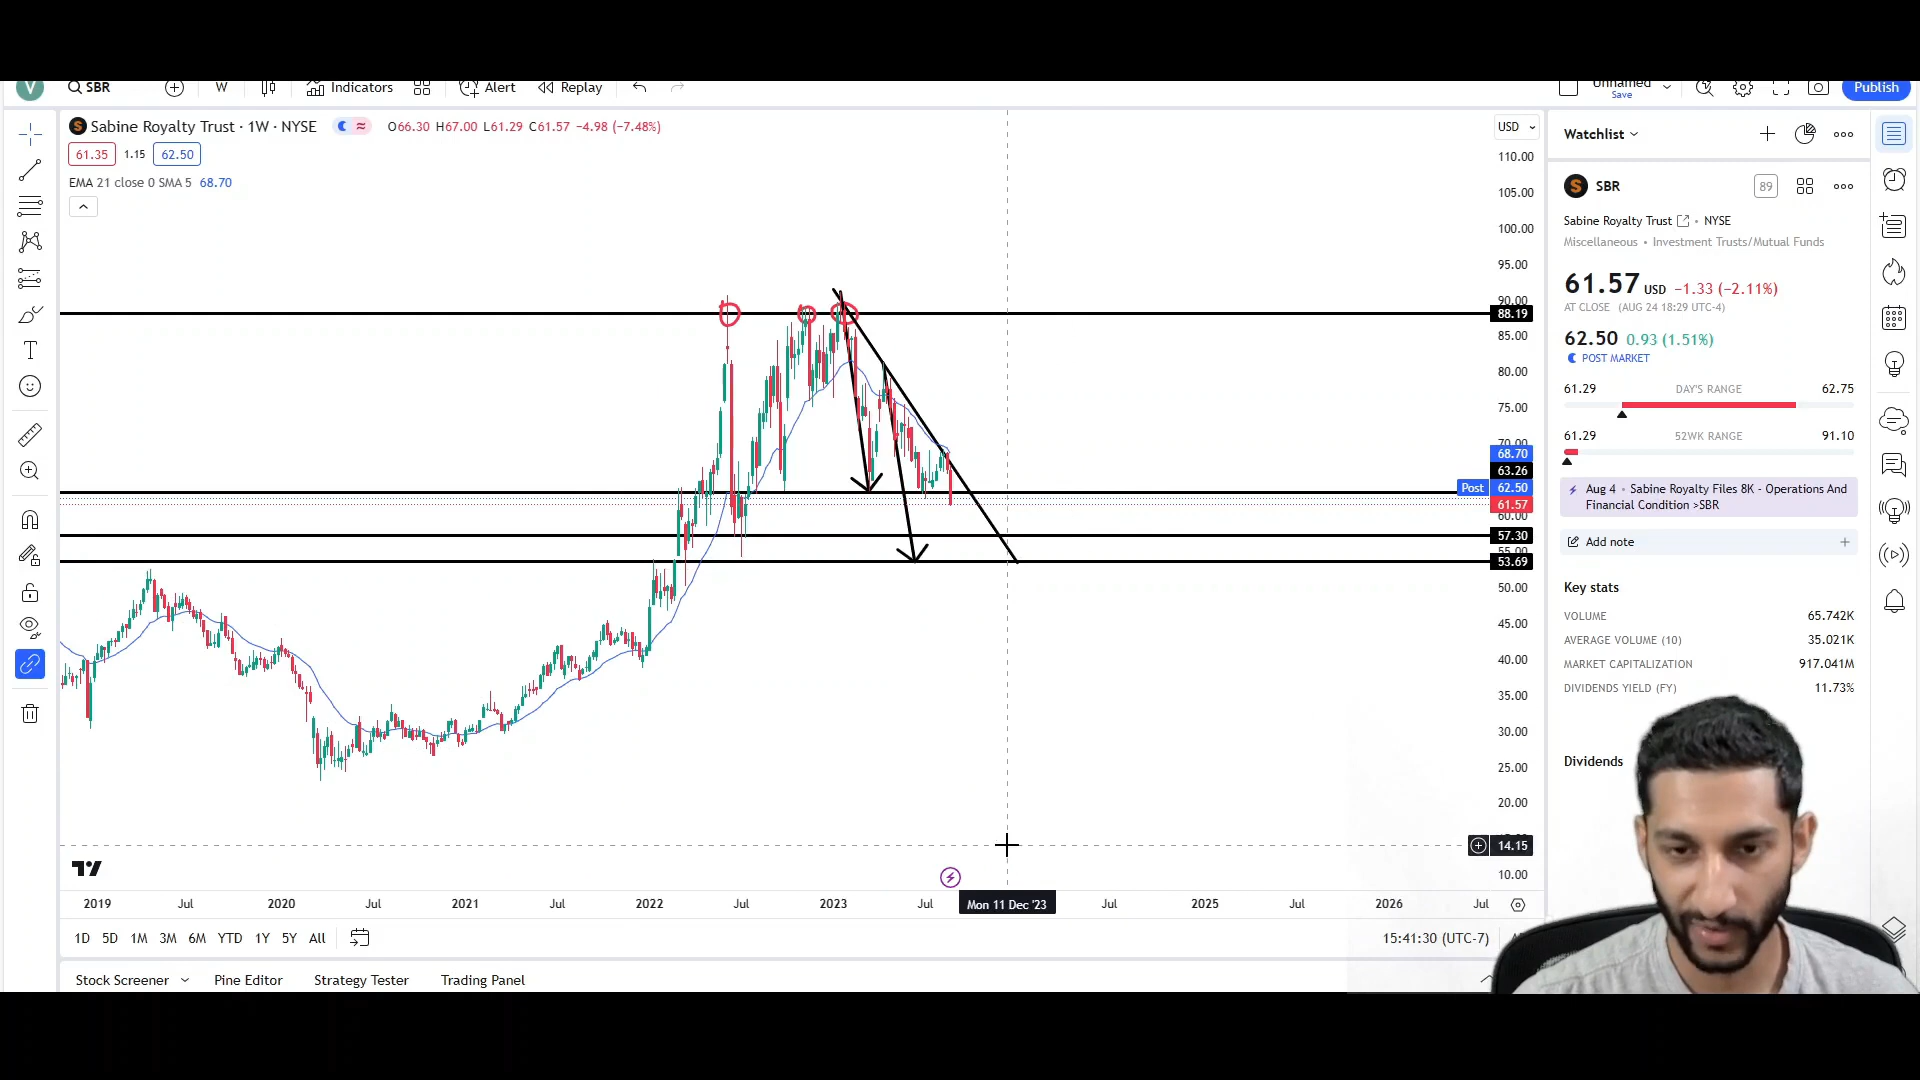 V SBR W Indicators Alert Replay Unnamed Save Publish
Sabine Royalty Trust · 1W · NYSE O66.30 H67.00 L61.29 C61.57 −4.98 (−7.48%)
61.35 1.15 62.50
EMA 21 close 0 SMA 5 68.70
USD
110.00
105.00
100.00
95.00
90.00
88.19
85.00
80.00
75.00
70.00
68.70
63.26
Post 62.50
61.57
60.00
57.30
55.00
53.69
50.00
45.00
40.00
35.00
30.00
25.00
20.00
14.15
10.00
2019 Jul 2020 Jul 2021 Jul 2022 Jul 2023 Jul Mon 11 Dec '23 Jul 2025 Jul 2026 Jul
1D 5D 1M 3M 6M YTD 1Y 5Y All 15:41:30 (UTC-7)
Stock Screener Pine Editor Strategy Tester Trading Panel
Watchlist
SBR 89
Sabine Royalty Trust • NYSE
Miscellaneous • Investment Trusts/Mutual Funds
61.57 USD −1.33 (−2.11%)
AT CLOSE (AUG 24 18:29 UTC-4)
62.50 0.93 (1.51%)
POST MARKET
61.29 DAY'S RANGE 62.75
61.29 52WK RANGE 91.10
Aug 4 • Sabine Royalty Files 8K - Operations And
Financial Condition >SBR
Add note
Key stats
VOLUME 65.742K
AVERAGE VOLUME (10) 35.021K
MARKET CAPITALIZATION 917.041M
DIVIDENDS YIELD (FY) 11.73%
Dividends